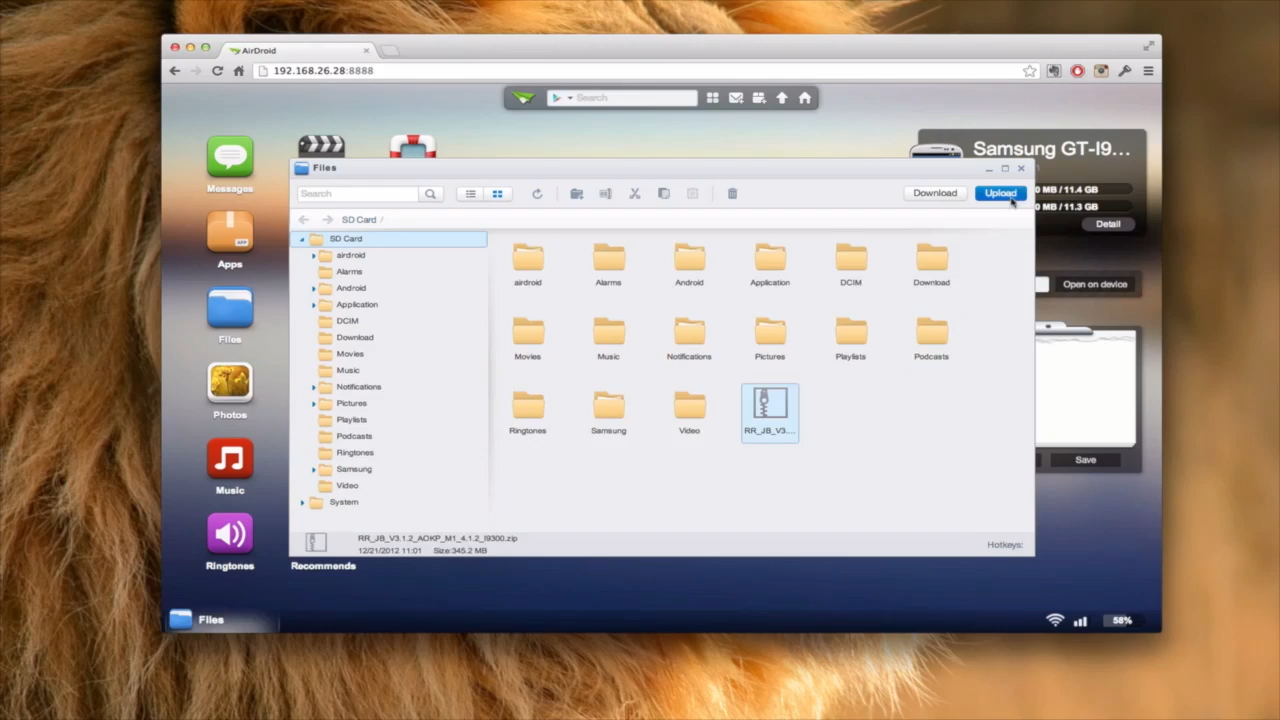 AirDroid
192.168.26.28:8888
Search
Samsung GT-I9...
Files
Messages
Search
Download
Upload
0 MB / 11.4 GB
0 MB / 11.3 GB
SD Card /
Detail
SD Card
airdroid
Alarms
Android
Application
DCIM
Download
Movies
Music
Notifications
Pictures
Playlists
Podcasts
Ringtones
Samsung
Video
System
airdroid
Alarms
Android
Application
DCIM
Download
Movies
Music
Notifications
Pictures
Playlists
Podcasts
Ringtones
Samsung
Video
RR_JB_V3....
Open on device
Save
Apps
APP
Files
Photos
Music
Ringtones
RR_JB_V3.1.2_AOKP_M1_4.1.2_I9300.zip
12/21/2012 11:01 Size:345.2 MB
Hotkeys:
Recommends
Files
58%